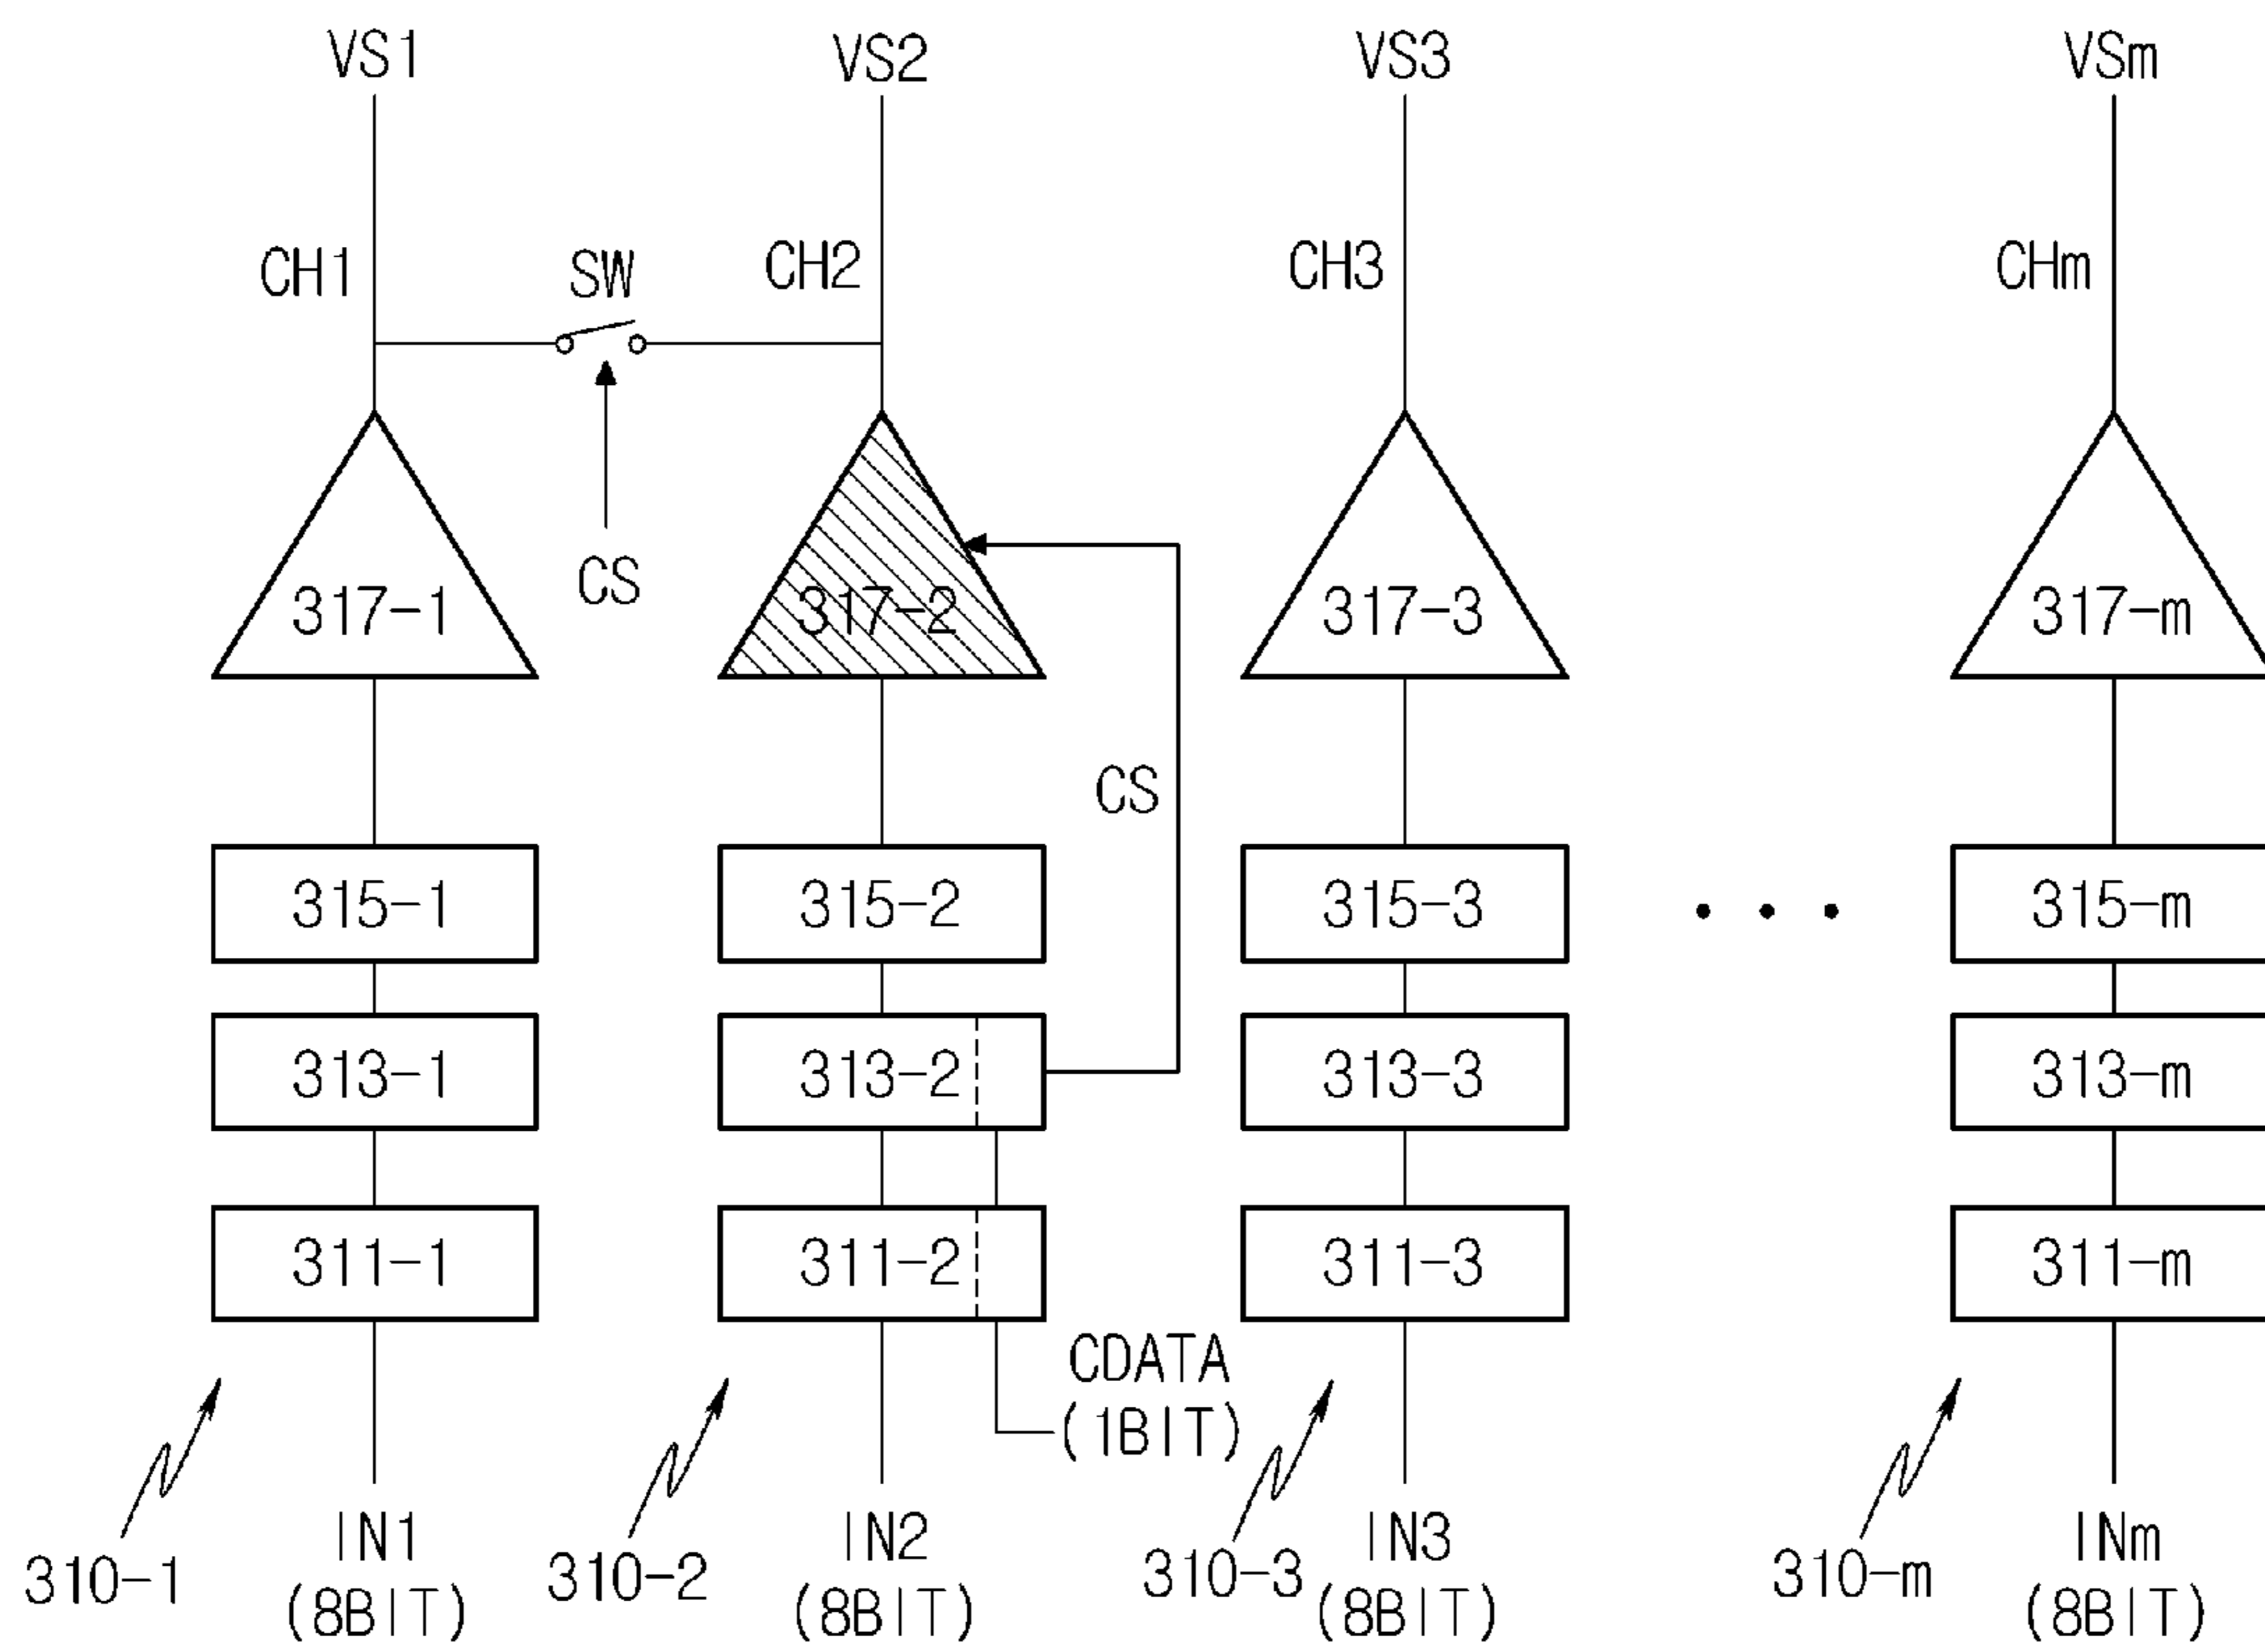 VS1 VS2 VS3 VSm
CH1 SW CH2 CH3 CHm
CS
317-1 317-2 317-3 317-m
CS
315-1 315-2 315-3 315-m
313-1 313-2 313-3 313-m
311-1 311-2 311-3 311-m
CDATA
(1BIT)
IN1 IN2 IN3 INm
310-1 310-2 310-3 310-m
(8BIT) (8BIT) (8BIT) (8BIT)